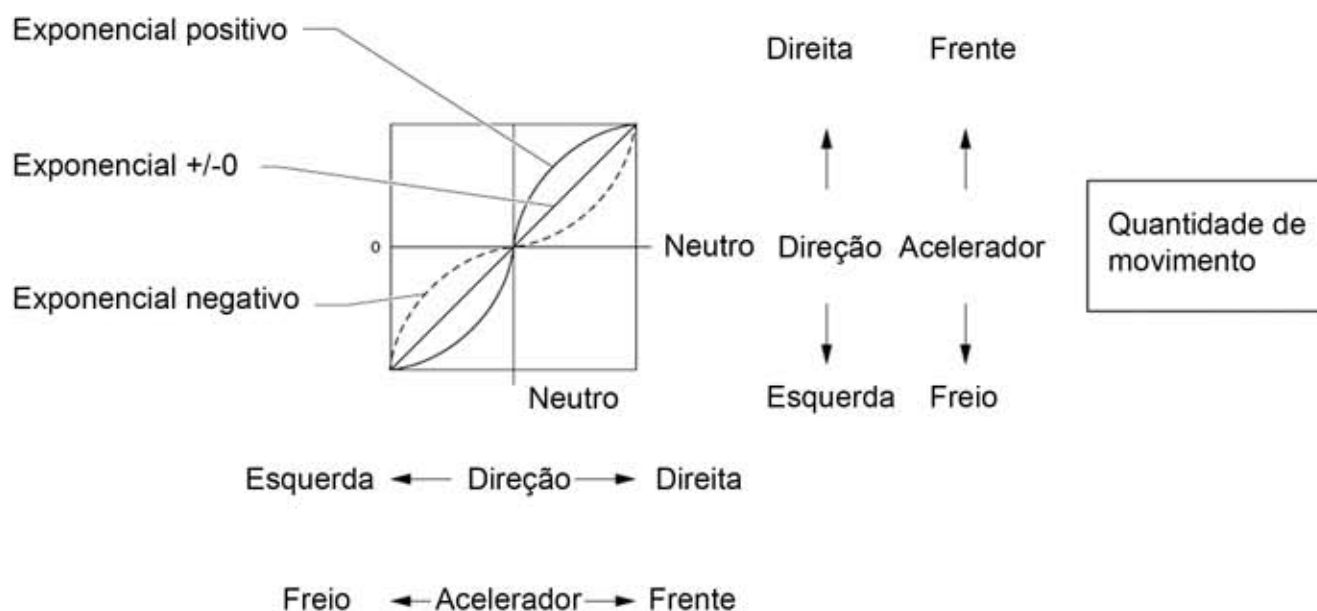 Exponencial positivo
Direita Frente
Exponencial +/-0
0
Neutro Direção Acelerador
Quantidade de
movimento
Exponencial negativo
Neutro
Esquerda Freio
Esquerda Direção Direita
Freio Acelerador Frente